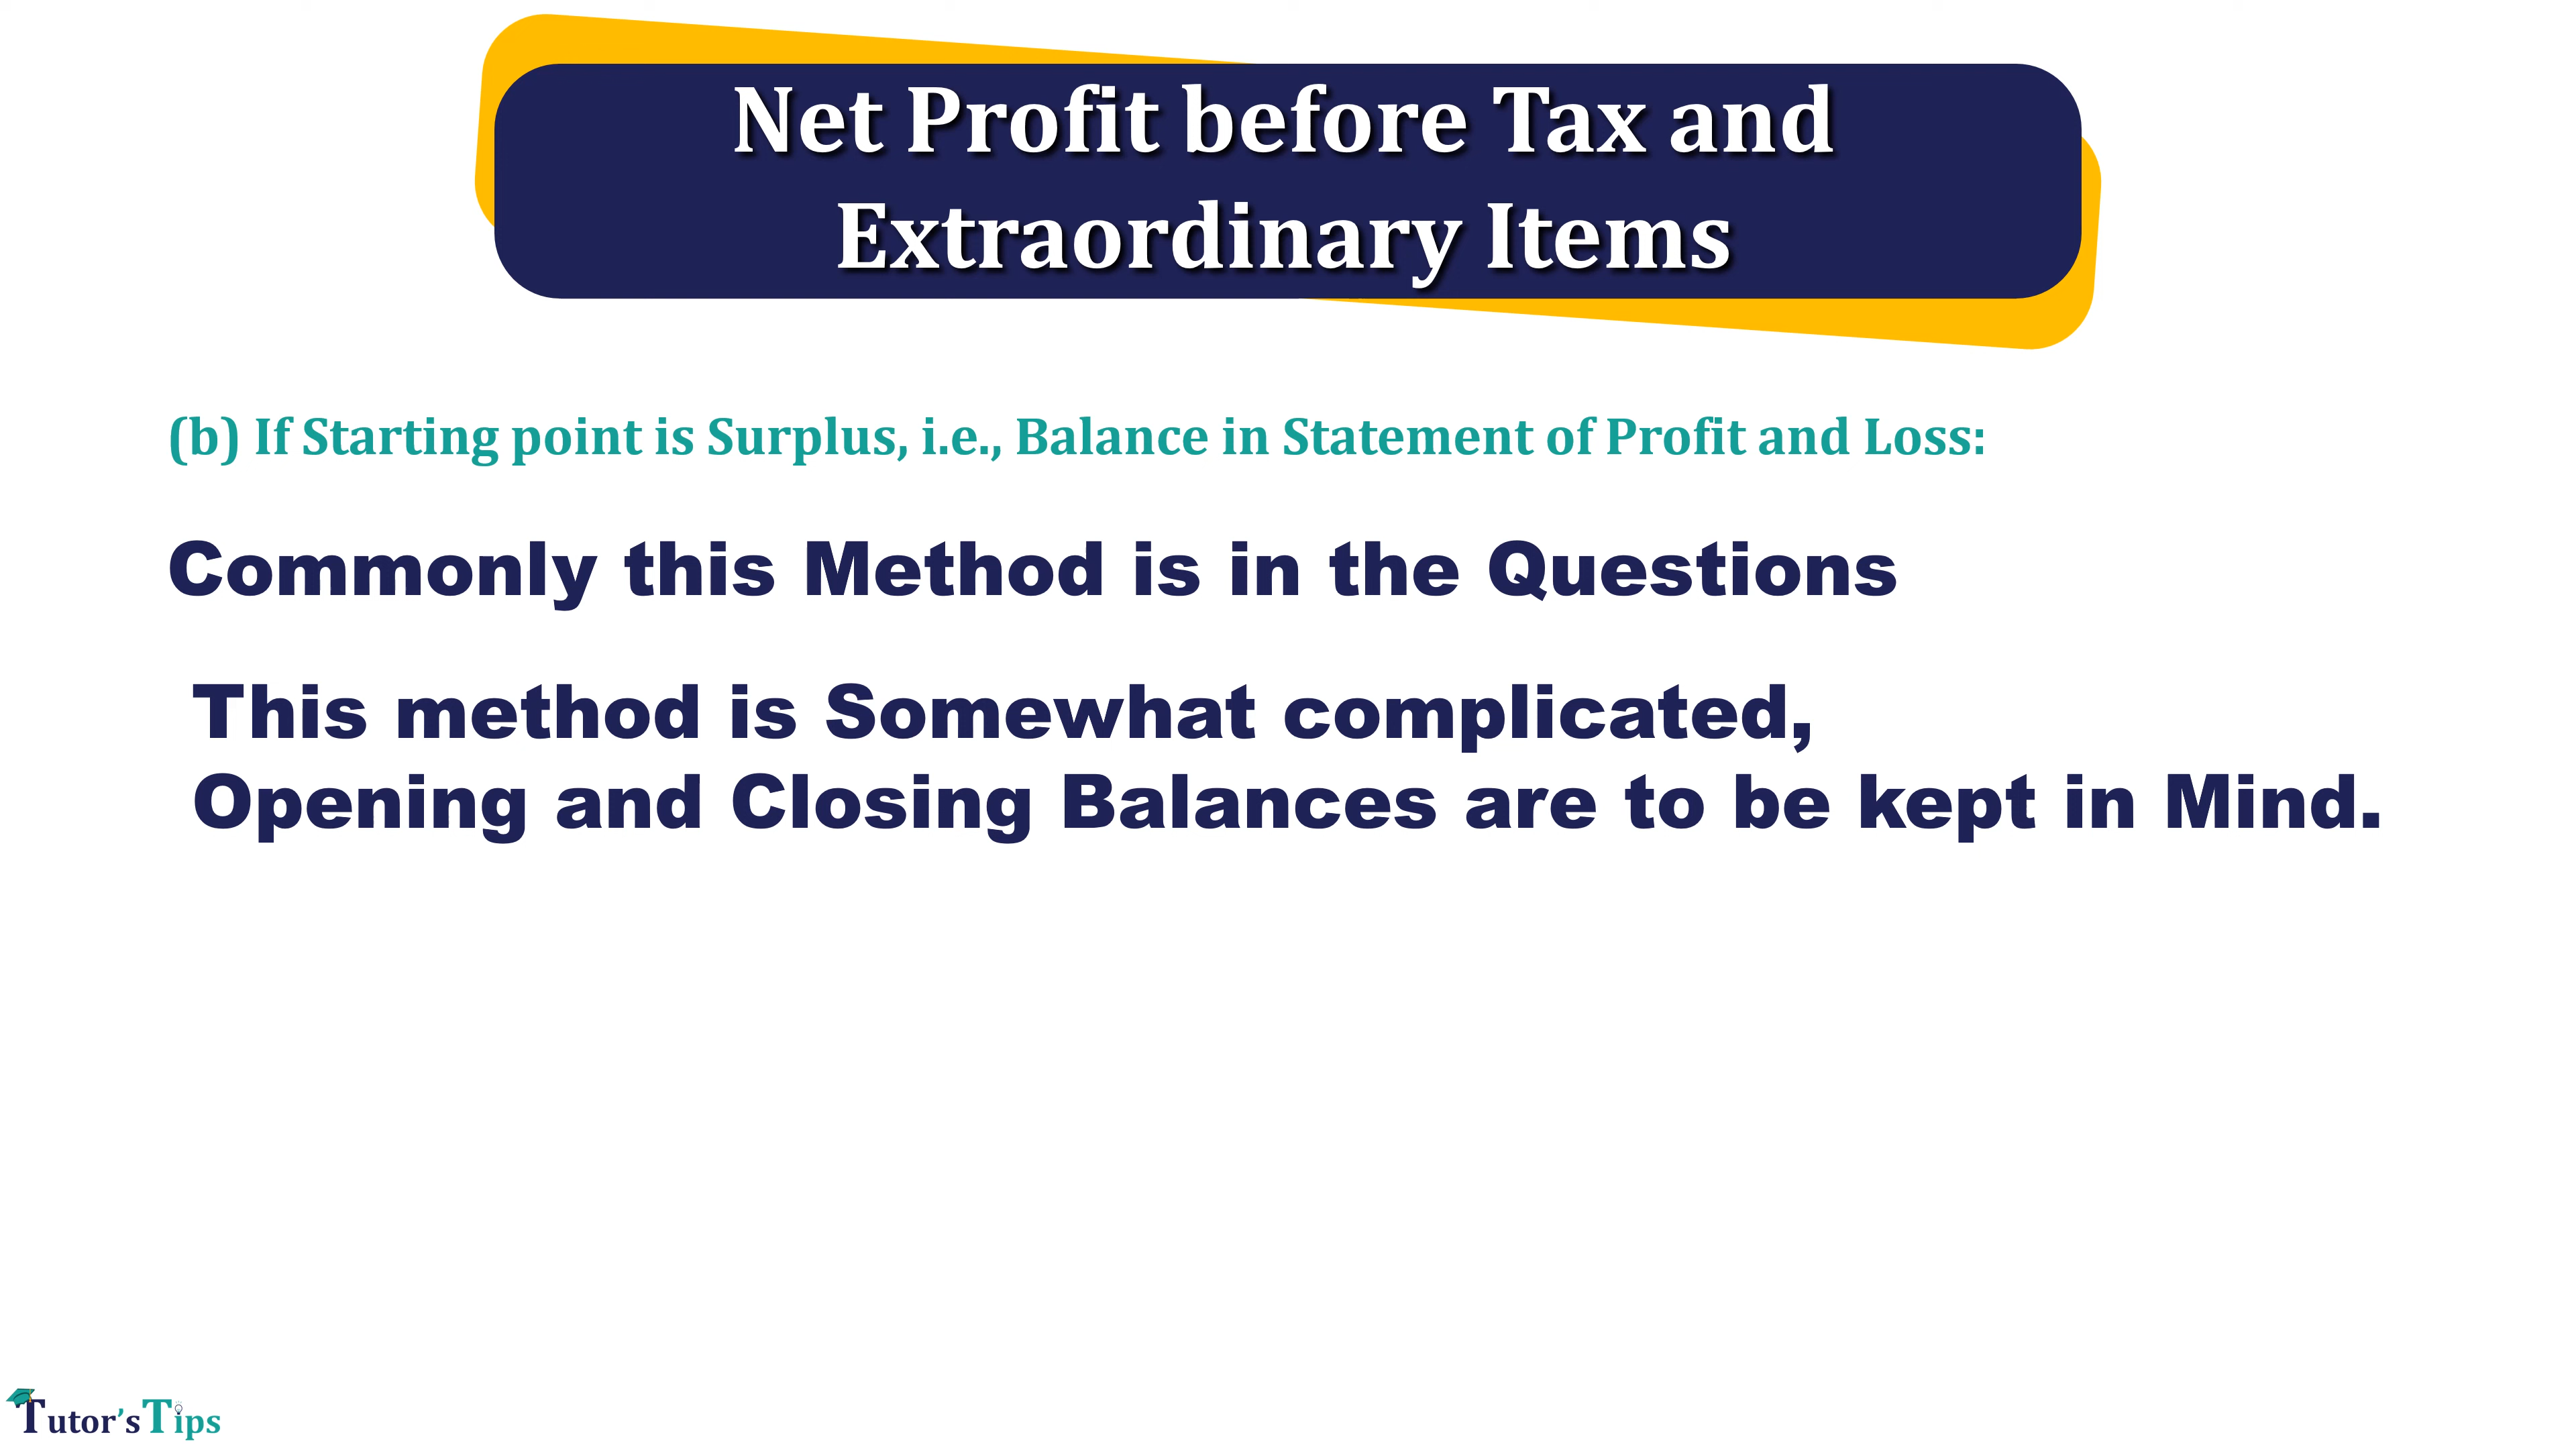 Net Profit before Tax and
Extraordinary Items
(b) If Starting point is Surplus, i.e., Balance in Statement of Profit and Loss:
Commonly this Method is in the Questions
This method is Somewhat complicated,
Opening and Closing Balances are to be kept in Mind.
Tutor’sTips